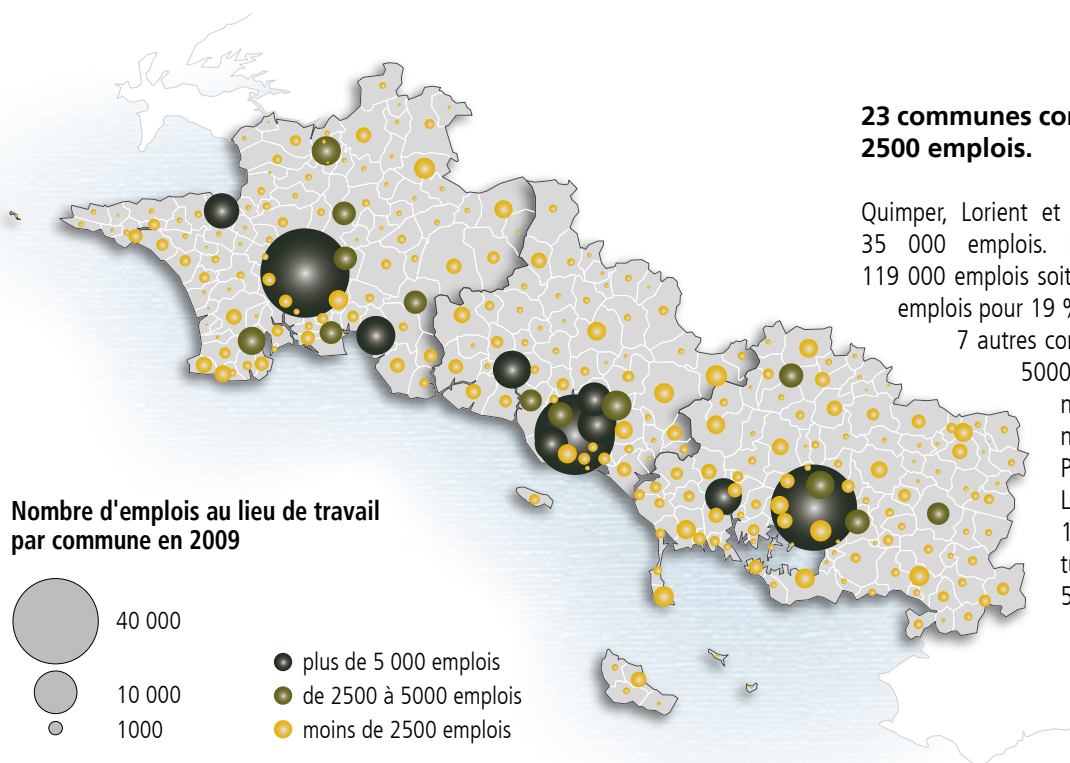 23 communes
2500 emplois.
Quimper, Lorient et
35 000 emplois.
119 000 emplois soit
emplois pour 19 %
7 autres
5000
Nombre d'emplois au lieu de travail
par commune en 2009
40 000
10 000
1000
plus de 5 000 emplois
de 2500 à 5000 emplois
moins de 2500 emplois